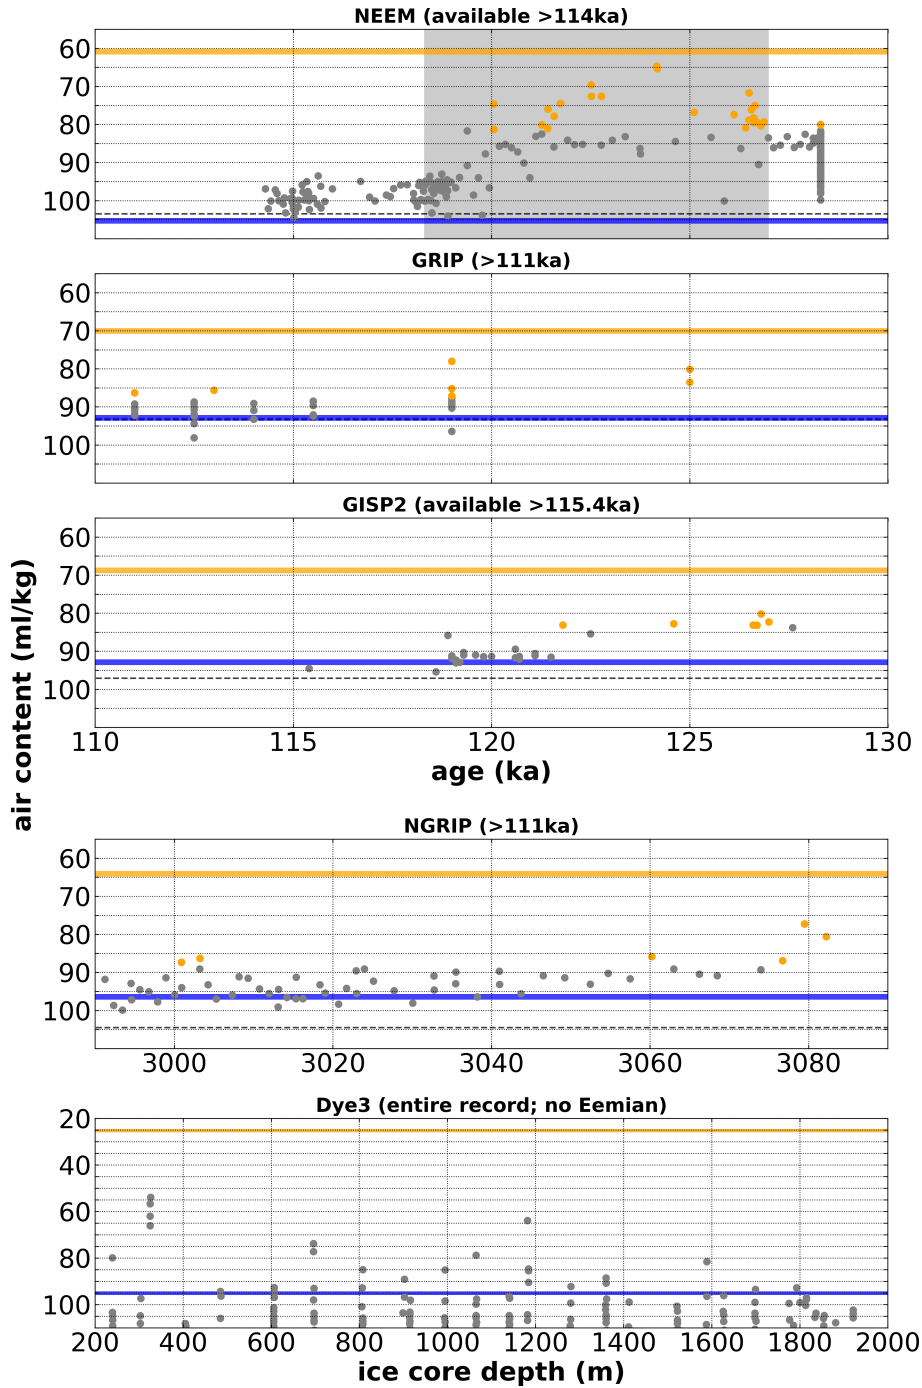 NEEM (available >114ka)
60
70
80
90
100
GRIP (>111ka)
60
70
80
90
100
GISP2 (available >115.4ka)
60
70
80
90
100
110 115 120 125 130
age (ka)
air content (ml/kg)
NGRIP (>111ka)
60
70
80
90
100
3000 3020 3040 3060 3080
Dye3 (entire record; no Eemian)
20
40
60
80
100
200 400 600 800 1000 1200 1400 1600 1800 2000
ice core depth (m)